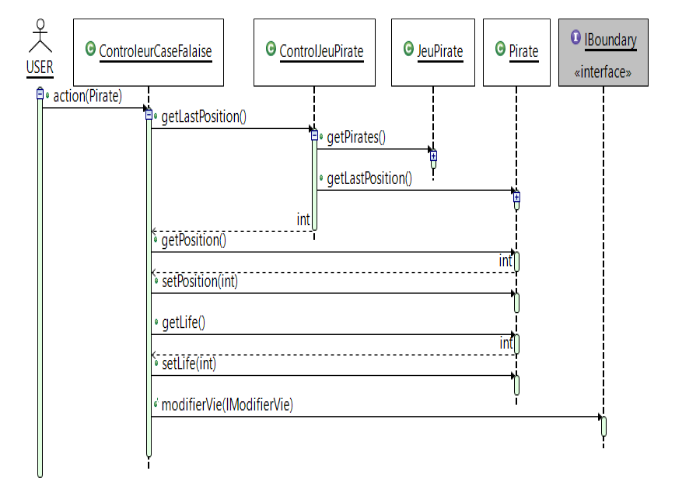 USER
C ControleurCaseFalaise
C ControlJeuPirate
C JeuPirate
C Pirate
I IBoundary
«interface»
action(Pirate)
getLastPosition()
getPirates()
getLastPosition()
int
getPosition()
int
setPosition(int)
getLife()
int
setLife(int)
modifierVie(IModifierVie)